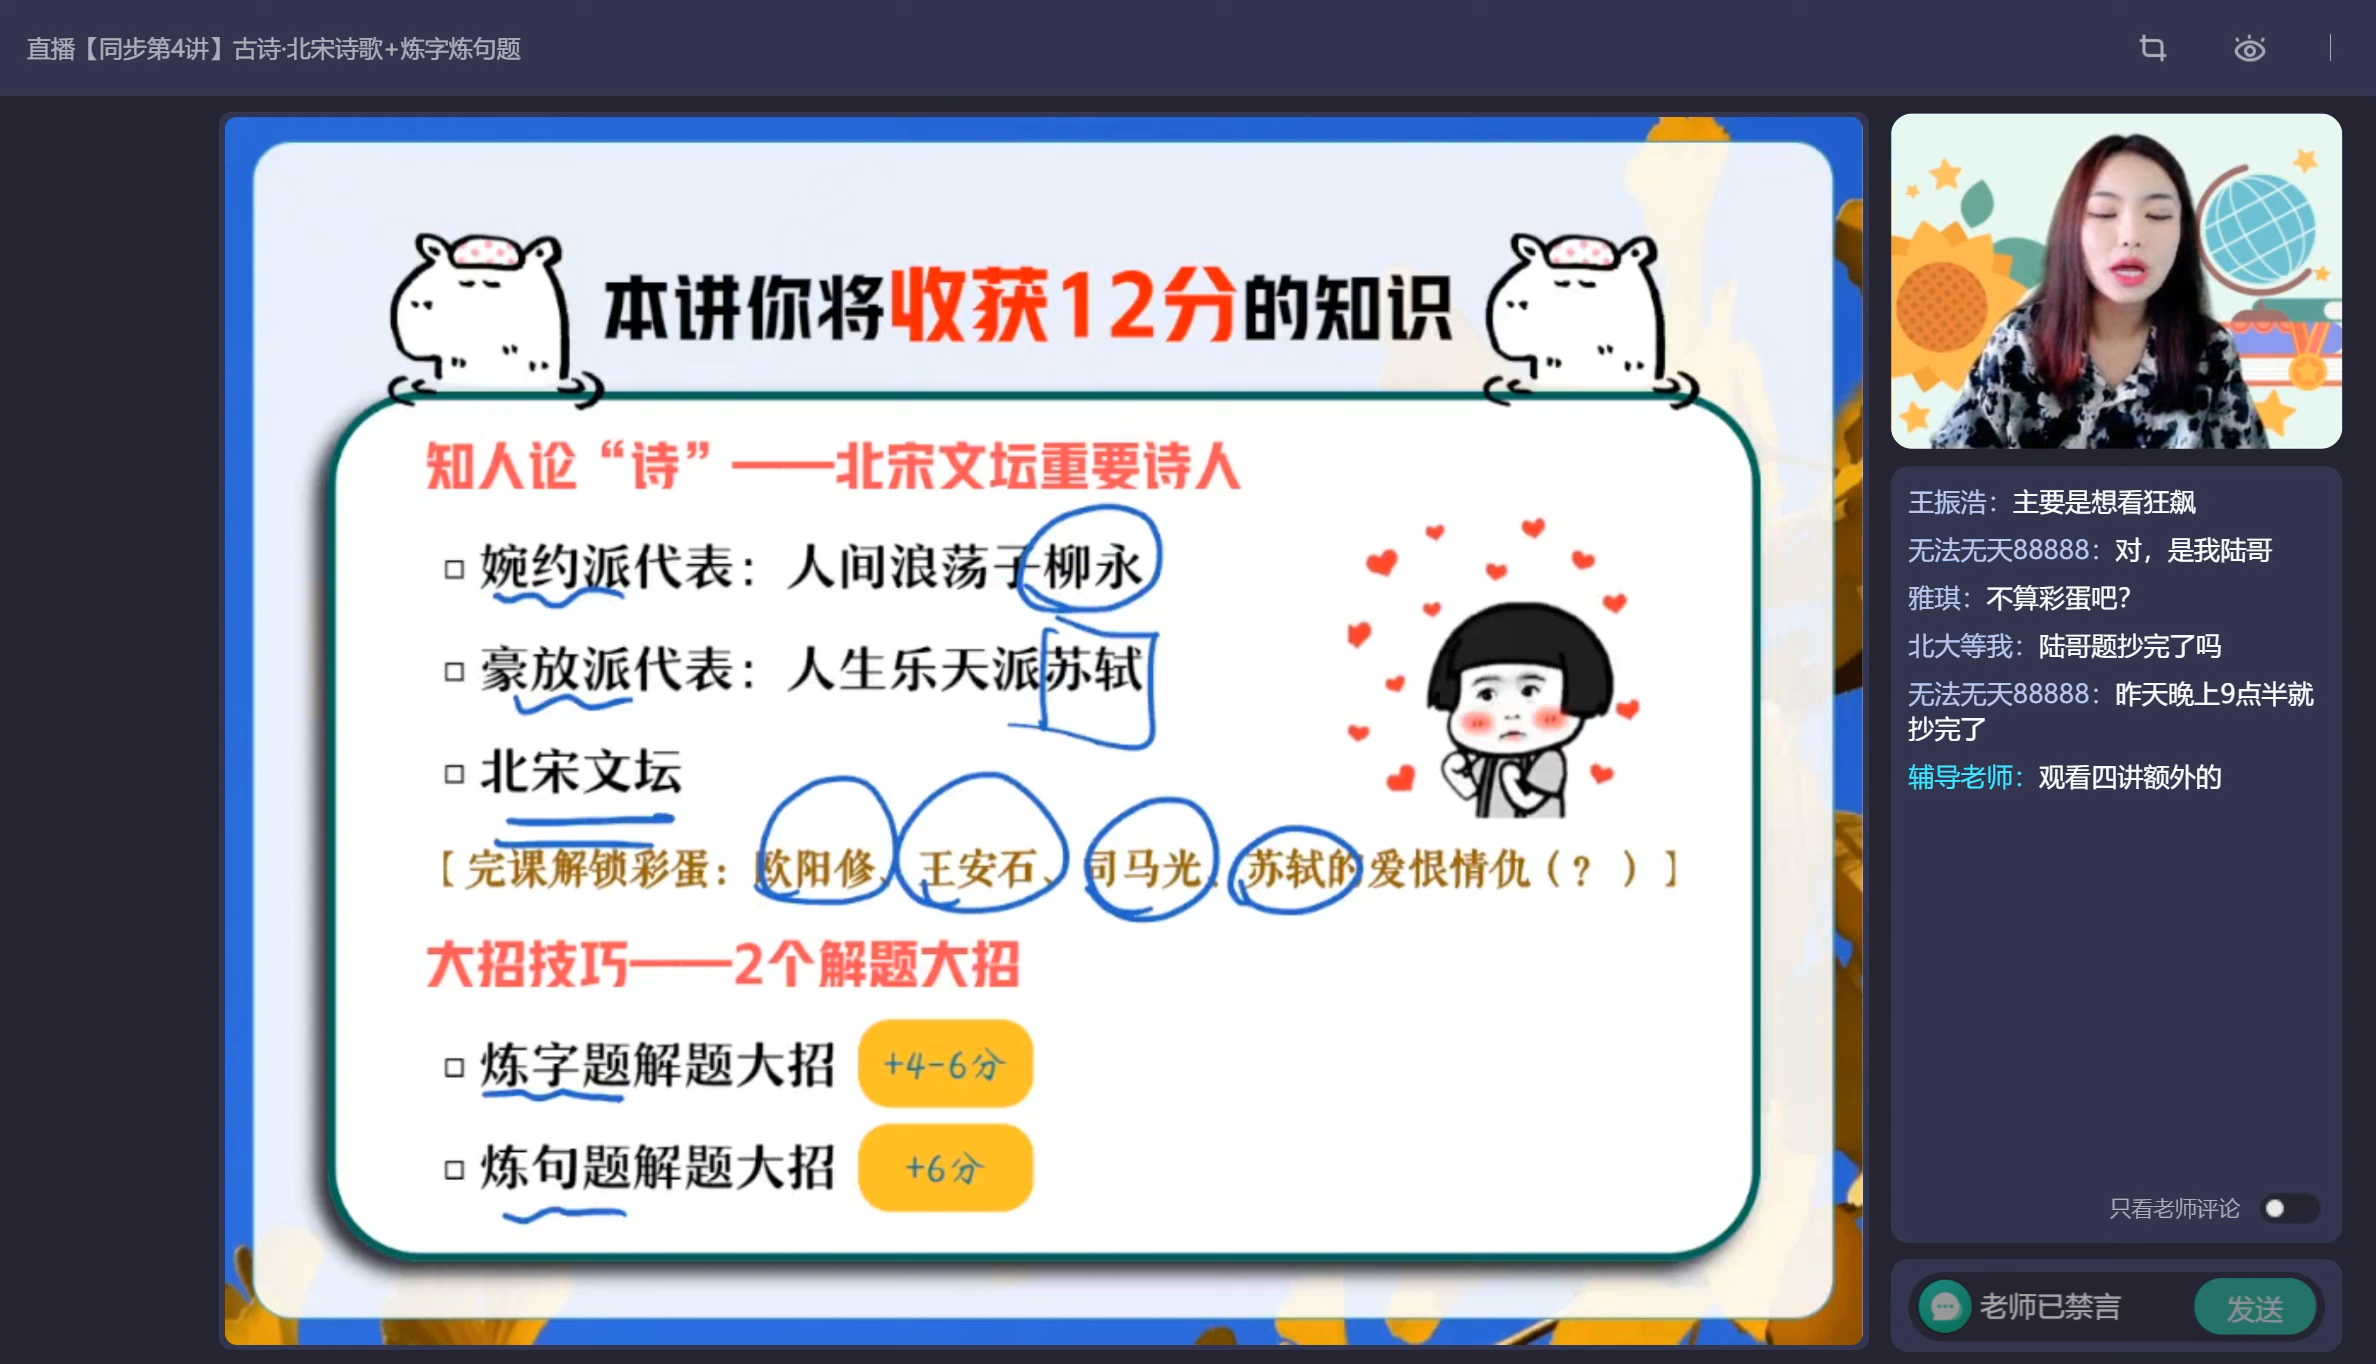 直播【同步第4讲】古诗·北宋诗歌+炼字炼句题
本讲你将收获12分的知识
知人论“诗”——北宋文坛重要诗人
婉约派代表：人间浪荡子柳永
豪放派代表：人生乐天派苏轼
北宋文坛
【完课解锁彩蛋：欧阳修、王安石、司马光、苏轼的爱恨情仇（？）】
大招技巧——2个解题大招
炼字题解题大招 +4-6分
炼句题解题大招 +6分
王振浩：主要是想看狂飙
无法无天88888：对，是我陆哥
雅琪：不算彩蛋吧？
北大等我：陆哥题抄完了吗
无法无天88888：昨天晚上9点半就
抄完了
辅导老师：观看四讲额外的
只看老师评论
老师已禁言 发送